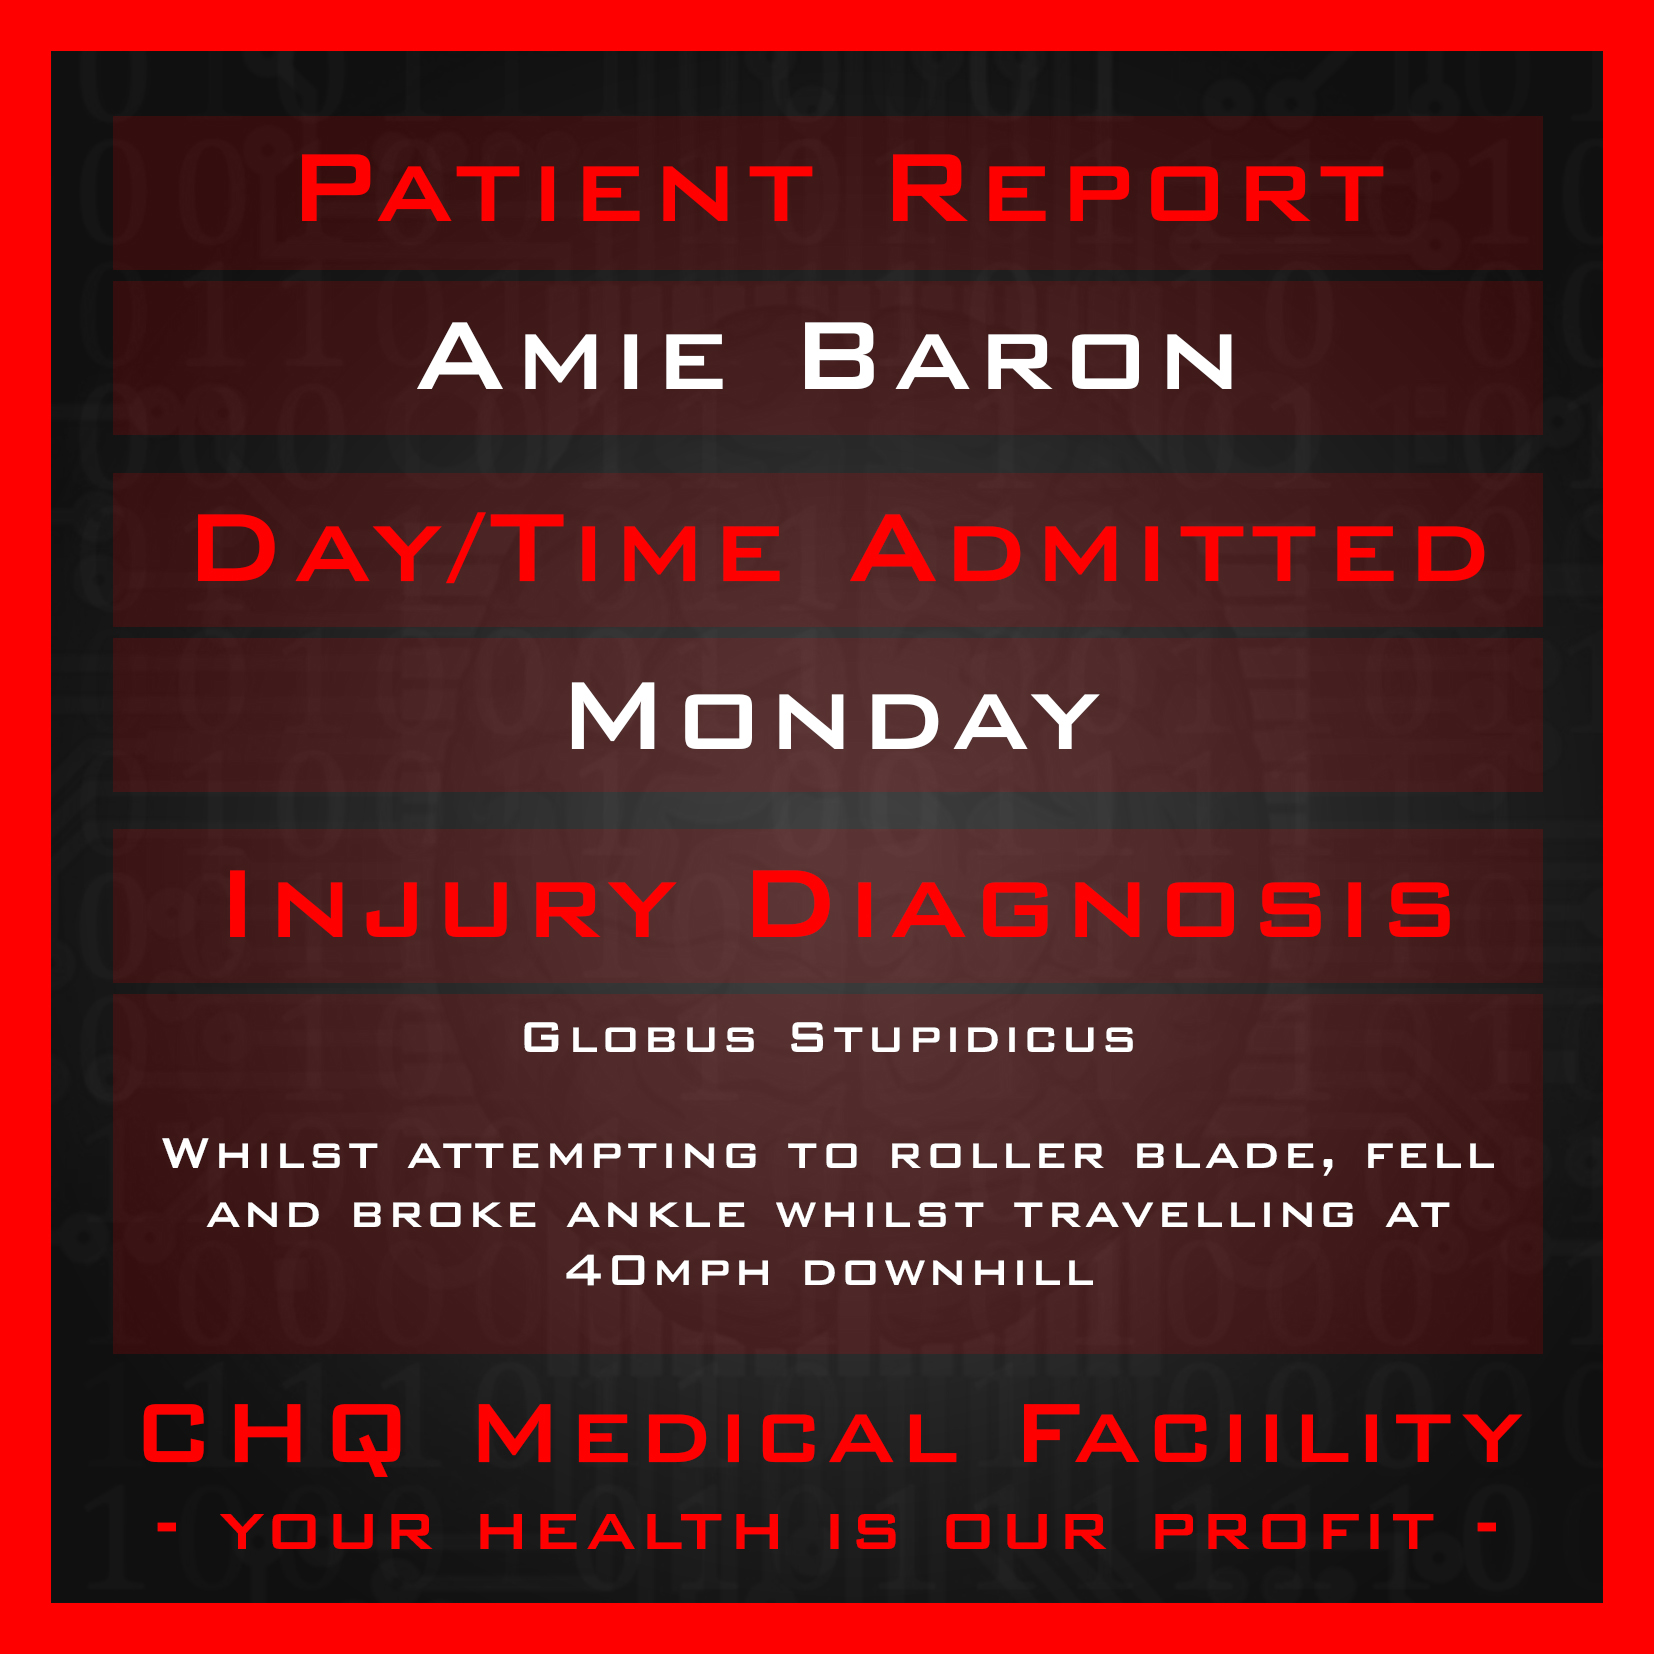 Patient Report
Amie Baron
Day/Time Admitted
Monday
Injury Diagnosis
Globus Stupidicus
Whilst attempting to roller blade, fell
and broke ankle whilst travelling at
40mph downhill
CHQ Medical Faciility
- your health is our profit -